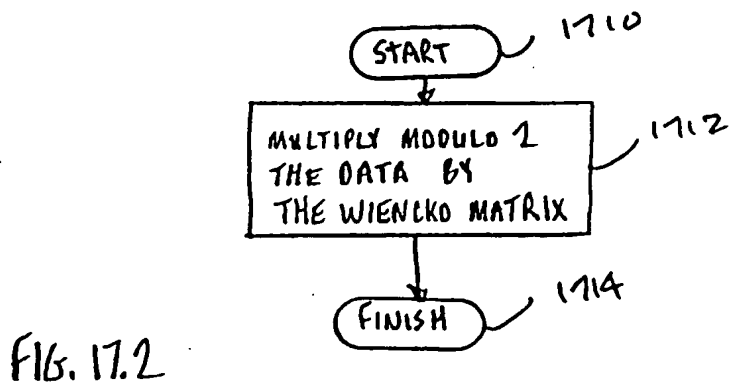 START
1710
MULTIPLY MODULO 2
THE DATA BY
THE WIENCKO MATRIX
1712
FINISH
1714
FIG. 17.2